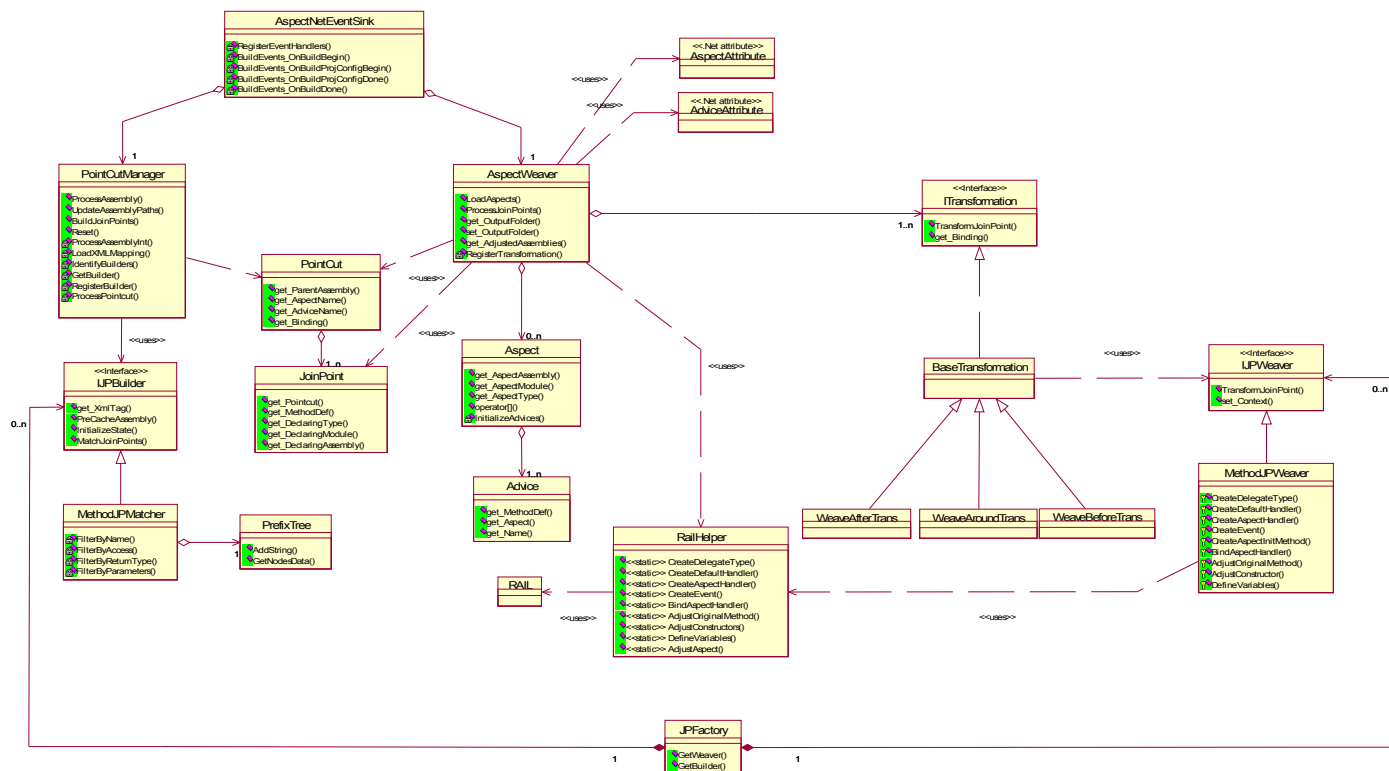 AspectNetEventSink
RegisterEventHandlers()
BuildEvents_OnBuildBegin()
BuildEvents_OnBuildProjConfigBegin()
BuildEvents_OnBuildProjConfigDone()
BuildEvents_OnBuildDone()
<<.Net attribute>>
AspectAttribute
<<uses>>
<<.Net attribute>>
AdviceAttribute
<<uses>>
1
1
PointCutManager
ProcessAssembly()
UpdateAssemblyPaths()
BuildJoinPoints()
Reset()
ProcessAssemblyInt()
LoadXMLMapping()
IdentifyBuilders()
GetBuilder()
RegisterBuilder()
ProcessPointcut()
AspectWeaver
LoadAspects()
ProcessJoinPoints()
get_OutputFolder()
set_OutputFolder()
get_AdjustedAssemblies()
RegisterTransformation()
<<Interface>>
ITransformation
TransformJoinPoint()
get_Binding()
1..n
PointCut
get_ParentAssembly()
get_AspectName()
get_AdviceName()
get_Binding()
<<uses>>
<<uses>>
<<uses>>
0..n
1..n
<<uses>>
<<uses>>
<<Interface>>
IJPBuilder
get_XmlTag()
PreCacheAssembly()
InitializeState()
MatchJoinPoints()
0..n
JoinPoint
get_Pointcut()
get_MethodDef()
get_DeclaringType()
get_DeclaringModule()
get_DeclaringAssembly()
Aspect
get_AspectAssembly()
get_AspectModule()
get_AspectType()
operator[]()
InitializeAdvices()
BaseTransformation
<<Interface>>
IJPWeaver
TransformJoinPoint()
set_Context()
0..n
1..n
Advice
get_MethodDef()
get_Aspect()
get_Name()
MethodJPMatcher
FilterByName()
FilterByAccess()
FilterByReturnType()
FilterByParameters()
1
PrefixTree
AddString()
GetNodesData()
WeaveAfterTrans
WeaveAroundTrans
WeaveBeforeTrans
MethodJPWeaver
CreateDelegateType()
CreateDefaultHandler()
CreateAspectHandler()
CreateEvent()
CreateAspectInitMethod()
BindAspectHandler()
AdjustOriginalMethod()
AdjustConstructor()
DefineVariables()
RailHelper
<<static>> CreateDelegateType()
<<static>> CreateDefaultHandler()
<<static>> CreateAspectHandler()
<<static>> CreateEvent()
<<static>> BindAspectHandler()
<<static>> AdjustOriginalMethod()
<<static>> AdjustConstructors()
<<static>> DefineVariables()
<<static>> AdjustAspect()
RAIL
<<uses>>
<<uses>>
JPFactory
GetWeaver()
GetBuilder()
1
1